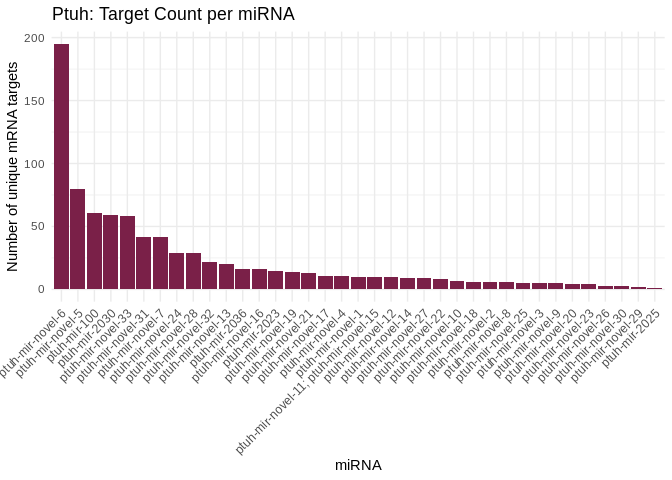 Ptuh: Target Count per miRNA
200
150
100
50
0
Number of unique mRNA targets
ptuh-mir-novel-6
ptuh-mir-novel-5
ptuh-mir-100
ptuh-mir-2030
ptuh-mir-novel-33
ptuh-mir-novel-31
ptuh-mir-novel-7
ptuh-mir-novel-24
ptuh-mir-novel-28
ptuh-mir-novel-32
ptuh-mir-novel-13
ptuh-mir-2036
ptuh-mir-novel-16
ptuh-mir-2023
ptuh-mir-novel-19
ptuh-mir-novel-21
ptuh-mir-novel-17
ptuh-mir-novel-4
ptuh-mir-novel-1
ptuh-mir-novel-11; ptuh-mir-novel-15
ptuh-mir-novel-12
ptuh-mir-novel-14
ptuh-mir-novel-27
ptuh-mir-novel-22
ptuh-mir-novel-10
ptuh-mir-novel-18
ptuh-mir-novel-2
ptuh-mir-novel-8
ptuh-mir-novel-25
ptuh-mir-novel-3
ptuh-mir-novel-9
ptuh-mir-novel-20
ptuh-mir-novel-23
ptuh-mir-novel-26
ptuh-mir-novel-30
ptuh-mir-novel-29
ptuh-mir-2025
miRNA